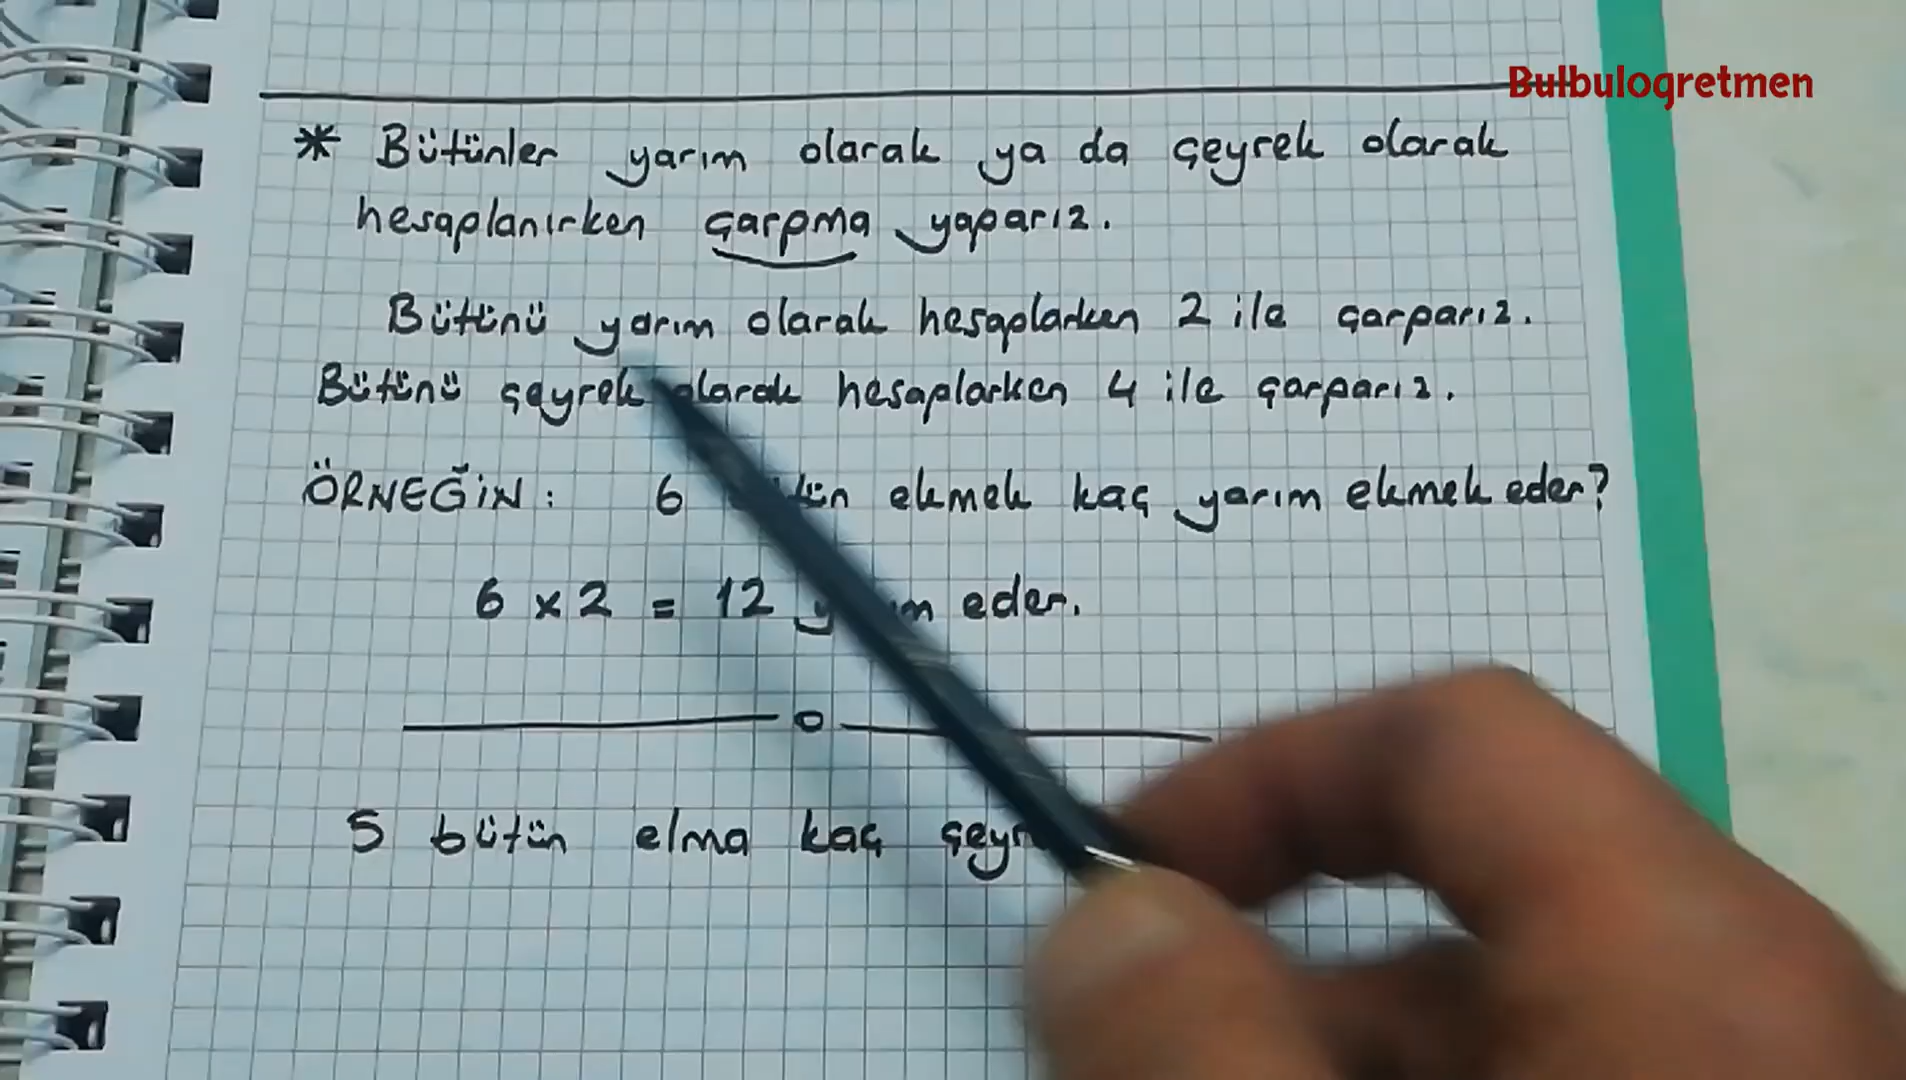 Bulbulogretmen
* Bütünler yarım olarak ya da çeyrek olarak
hesaplanırken çarpma yaparız.
Bütünü yarım olarak hesaplarken 2 ile çarparız.
Bütünü çeyrek olarak hesaplarken 4 ile çarparız.
ÖRNEĞİN: 6 ekmek kaç yarım ekmek eder?
6 x 2 = 12 eder.
5 bütün elma kaç